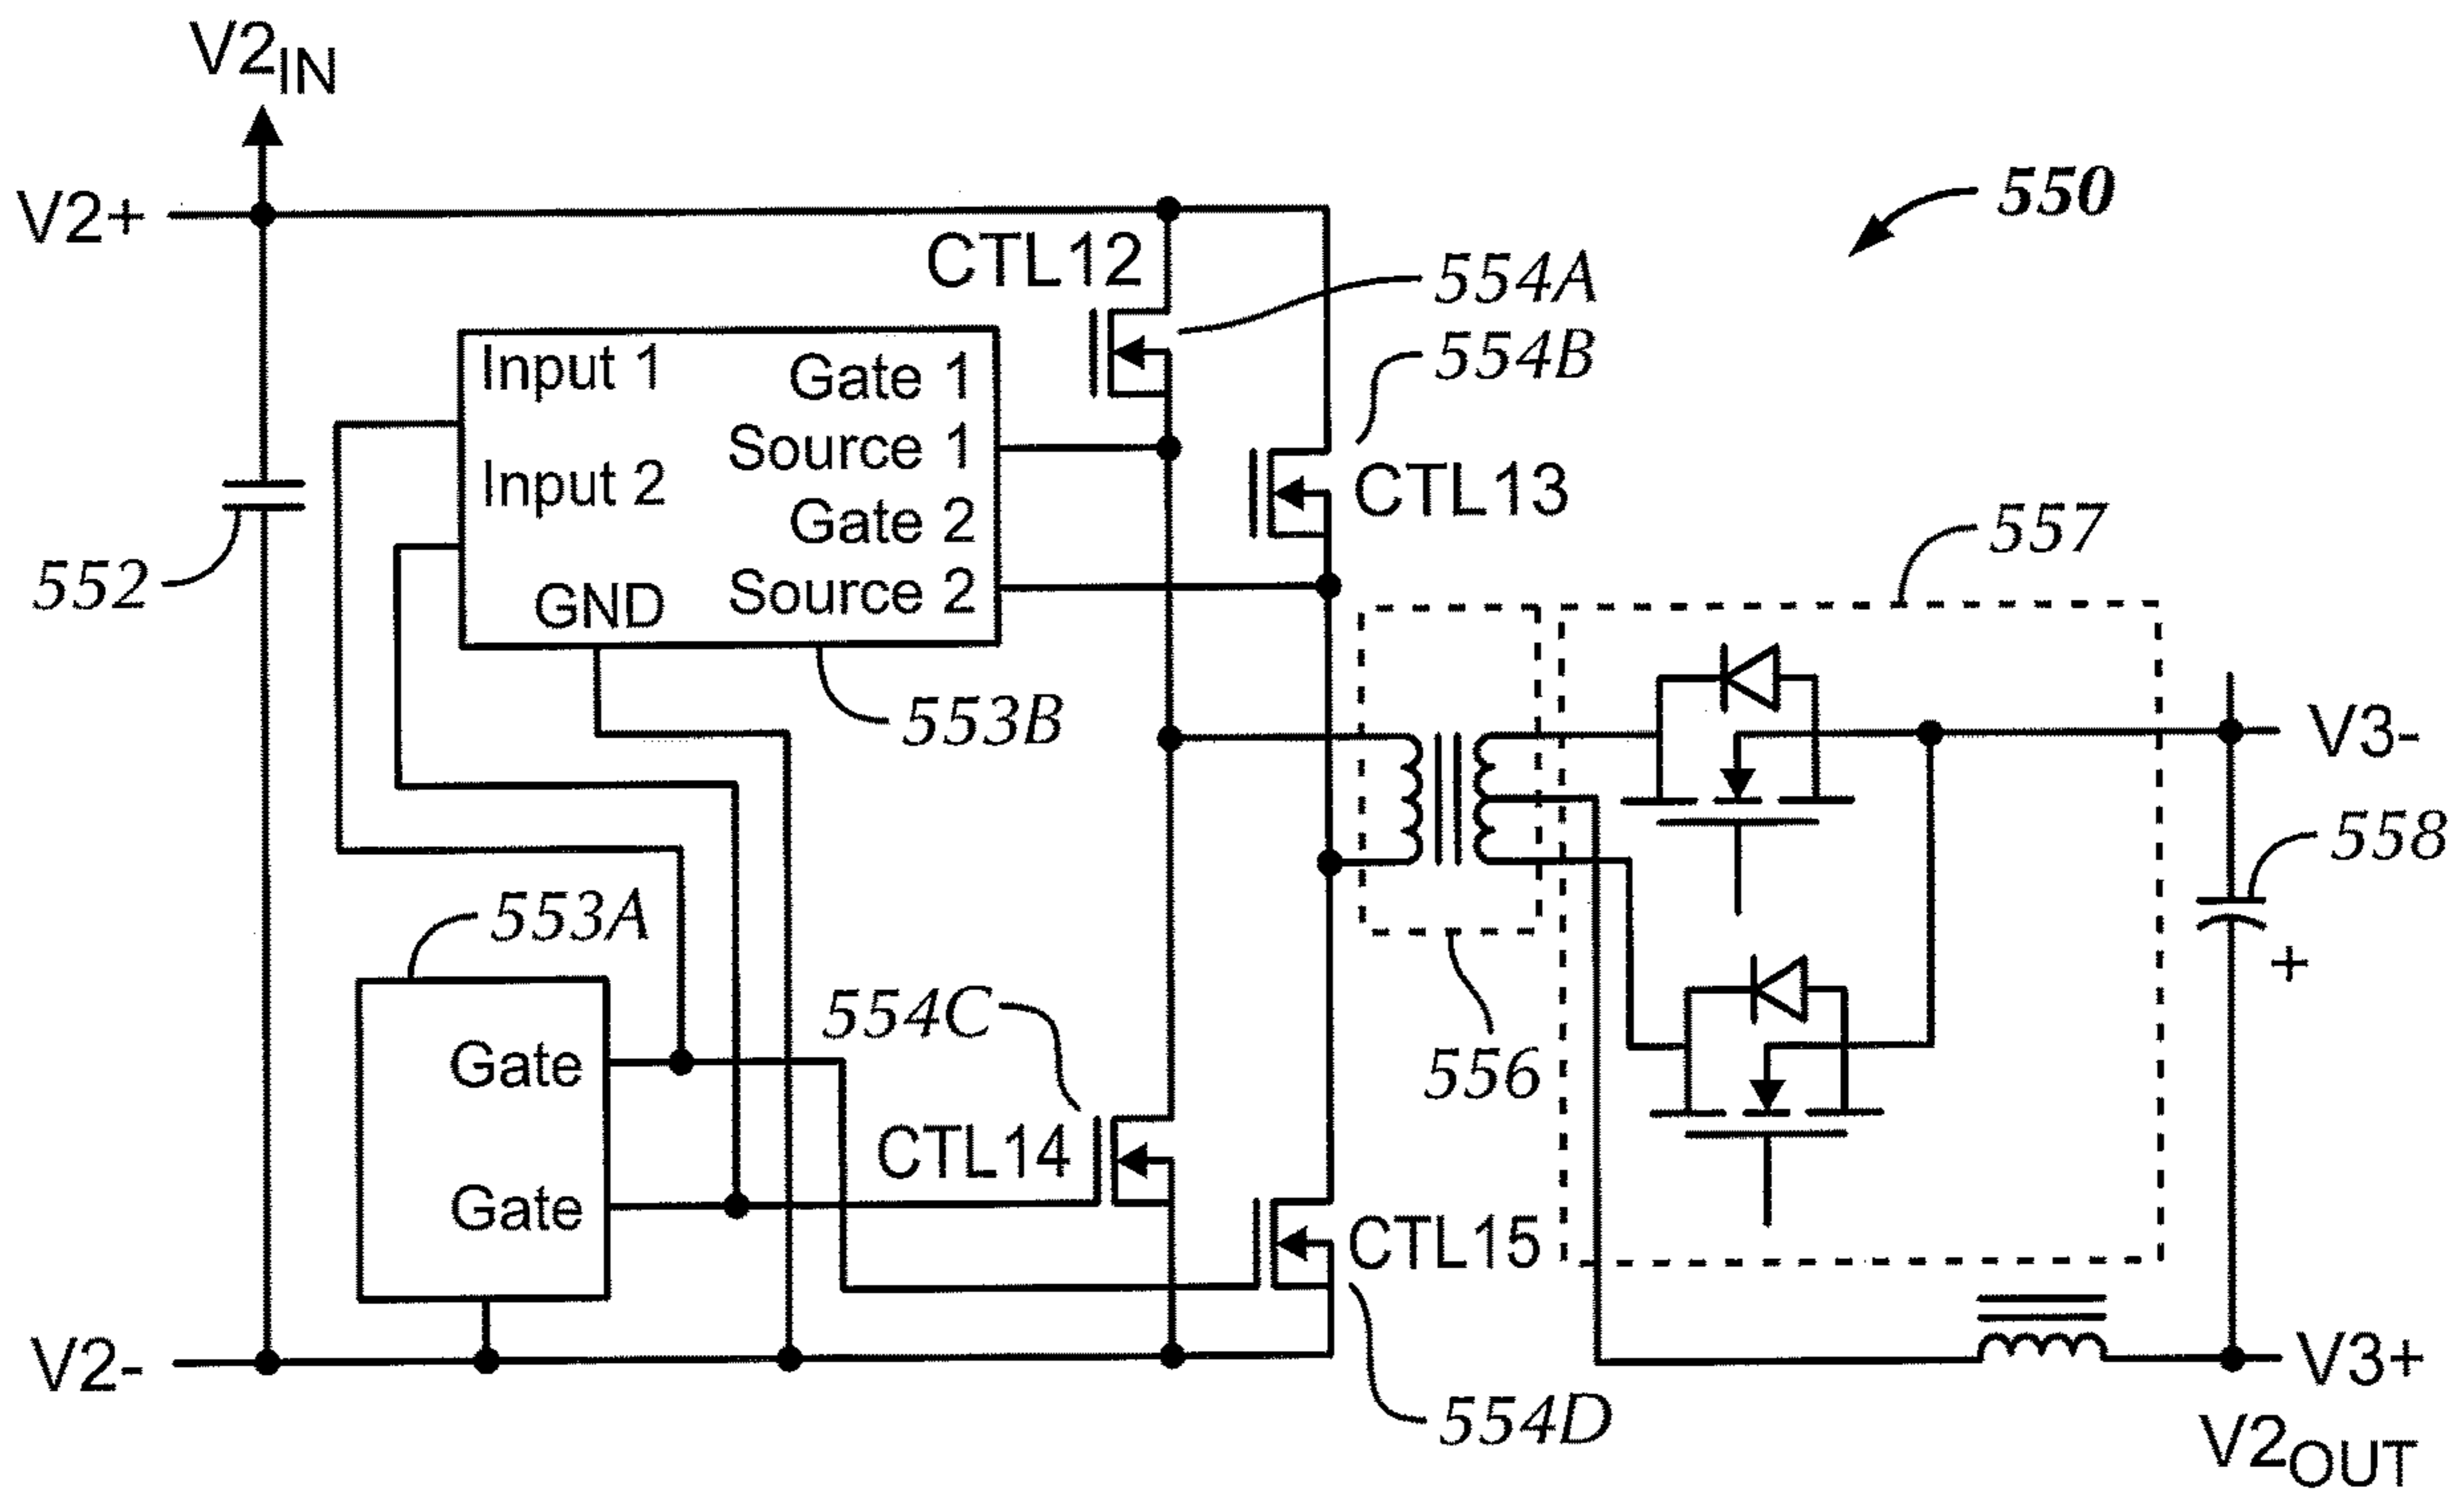 V2IN
V2+
550
CTL12
554A
554B
Input 1
Gate 1
Source 1
Input 2
Gate 2
CTL13
557
552
GND
Source 2
553B
V3-
558
553A
+
554C
Gate
556
CTL14
Gate
CTL15
V2-
V3+
554D
V2OUT